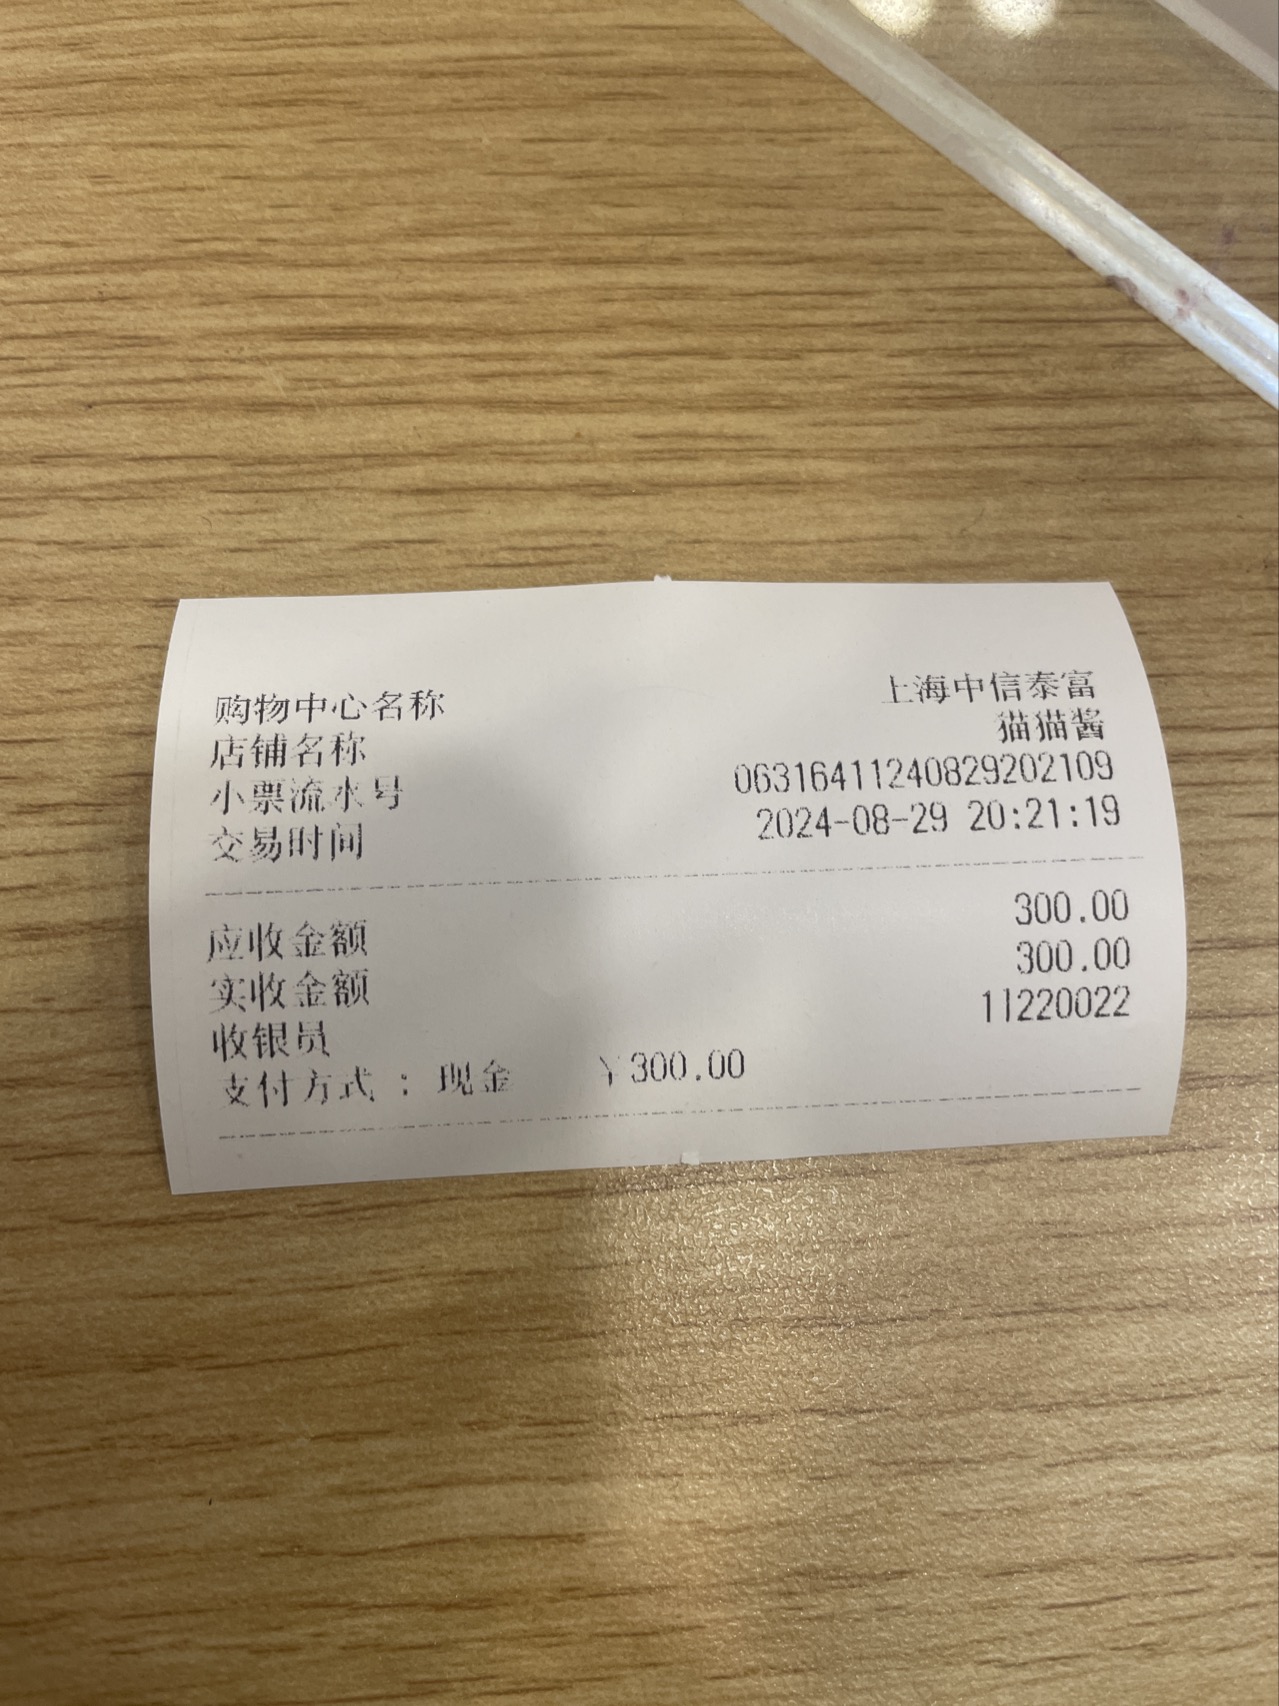 购物中心名称 上海中信泰富
店铺名称 猫猫酱
小票流水号 06316411240829202109
交易时间 2024-08-29 20:21:19
应收金额 300.00
实收金额 300.00
收银员 11220022
支付方式 : 现金 ¥300.00